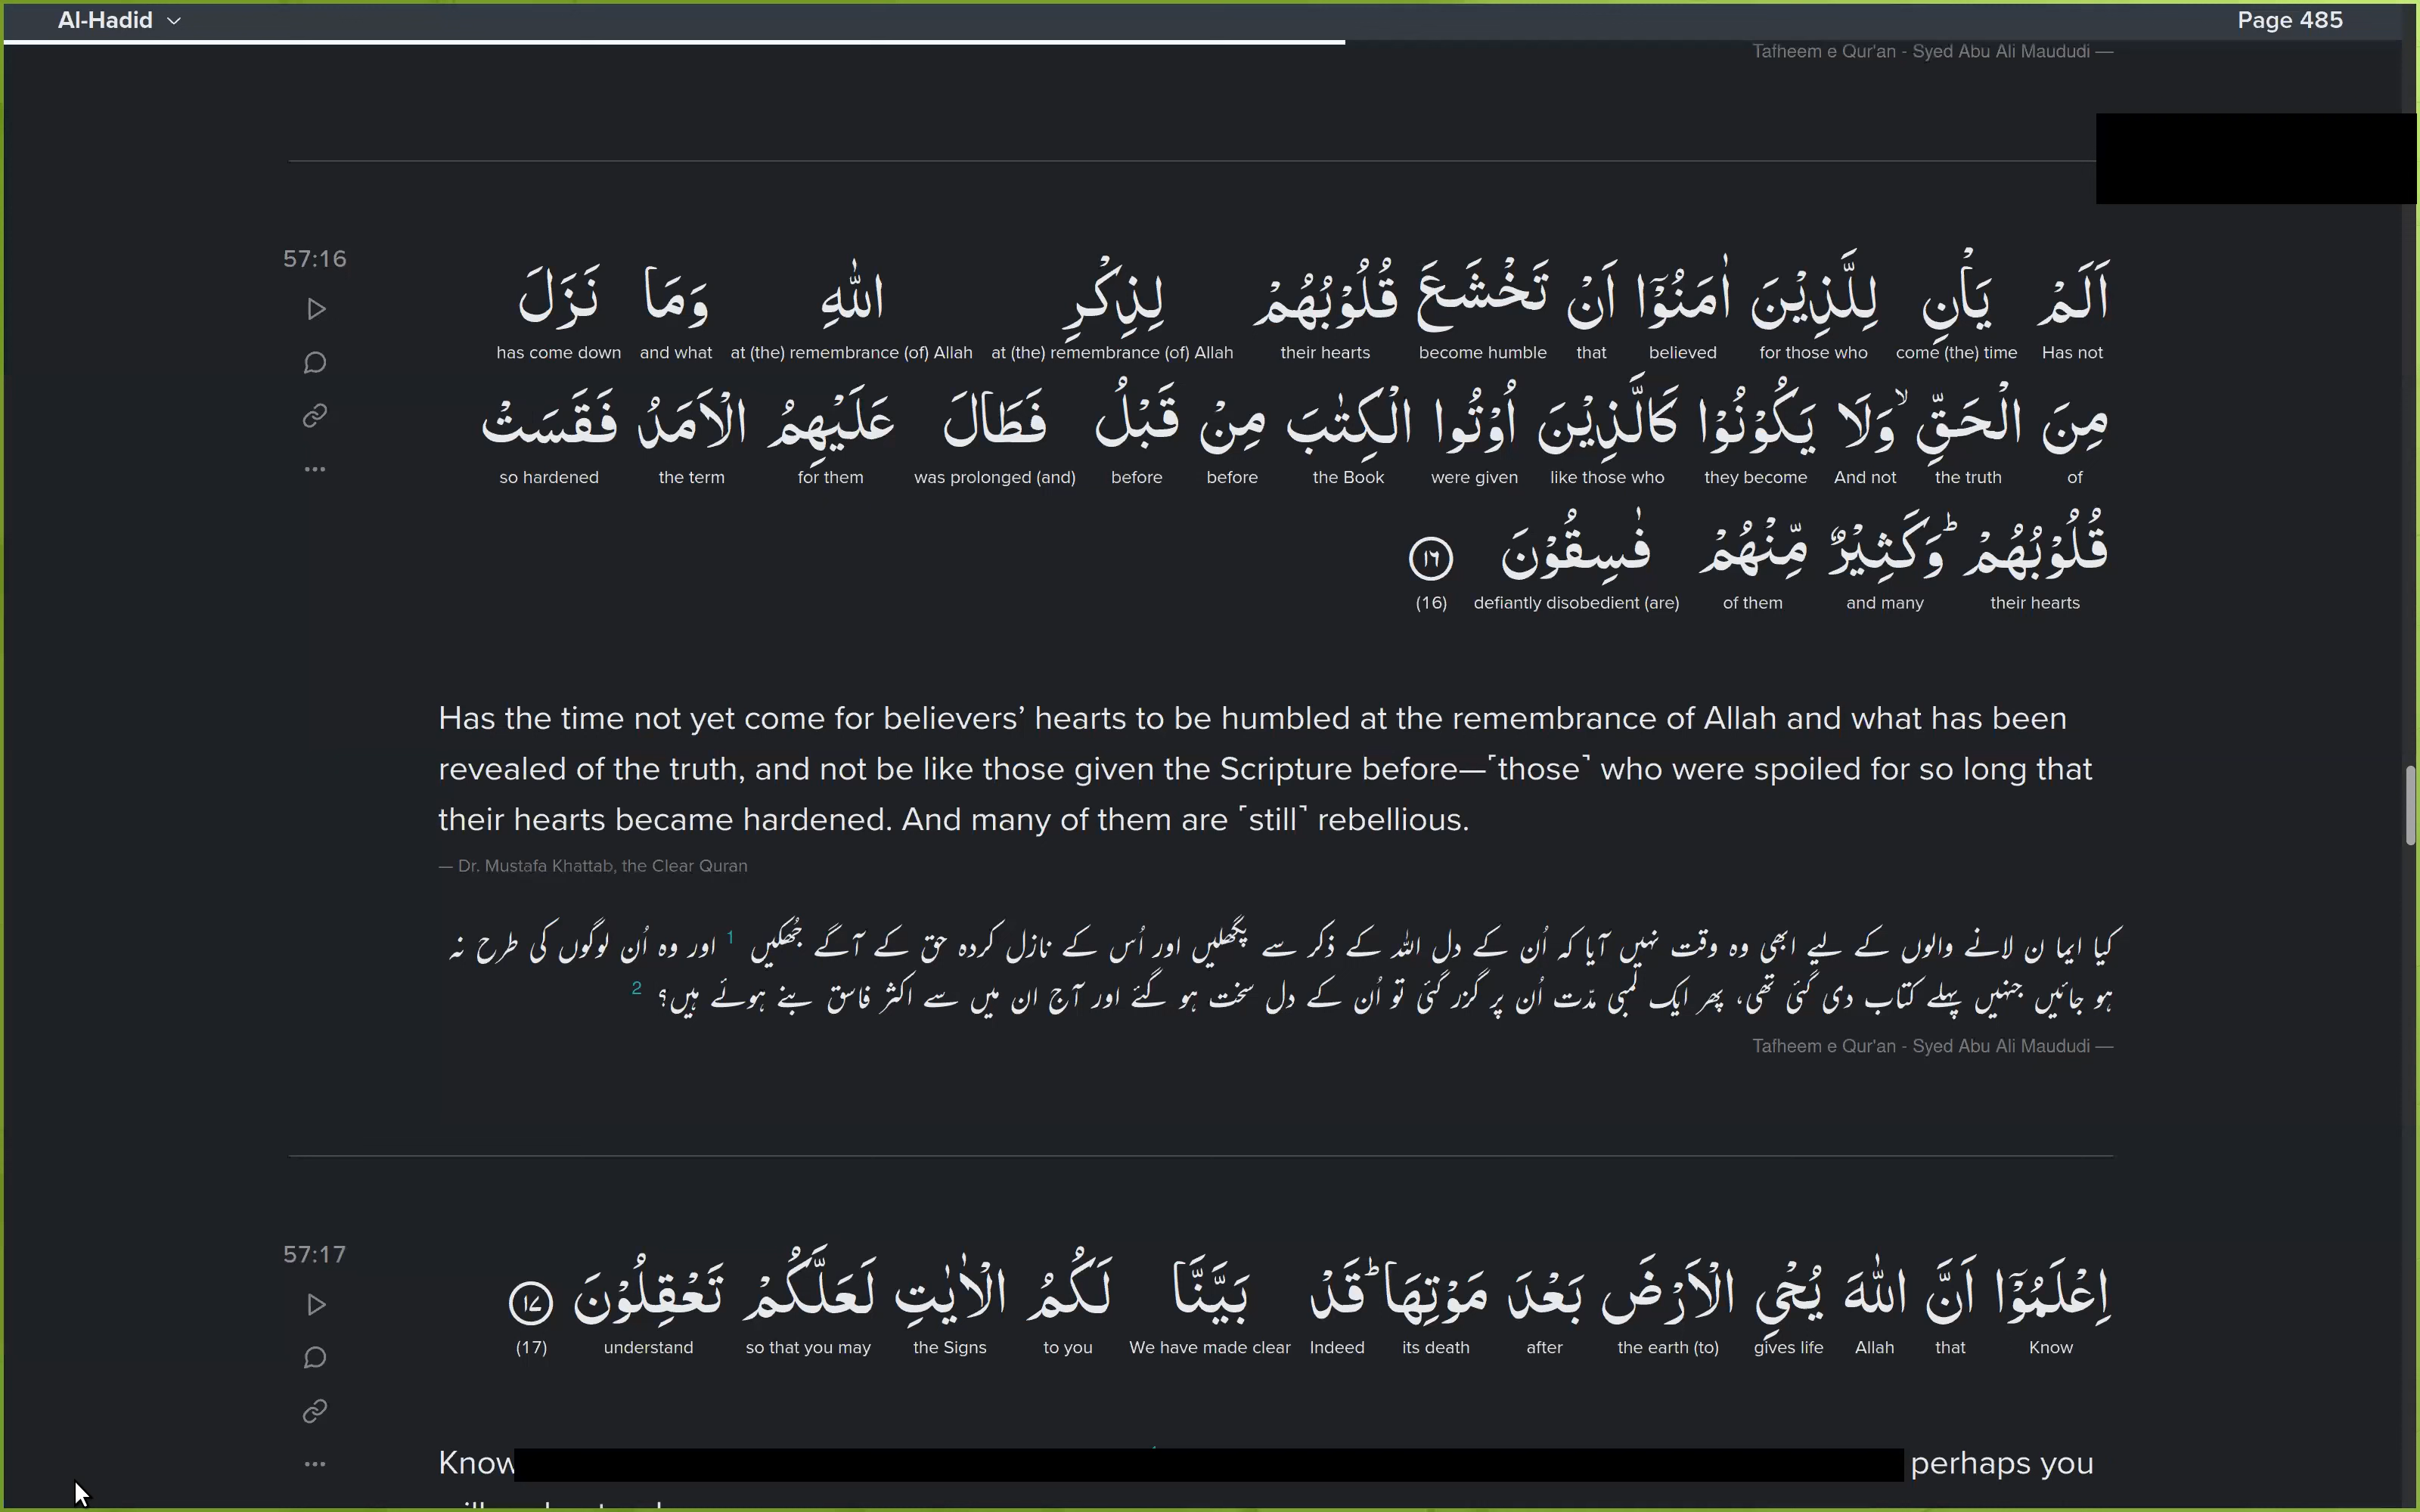 Al-Hadid
Page 485
Tafheem e Qur'an - Syed Abu Ali Maududi —
57:16
اَلَمْ يَاْنِ لِلَّذِيْنَ اٰمَنُوْۤا اَنْ تَخْشَعَ قُلُوْبُهُمْ لِذِكْرِ اللّٰهِ وَمَا نَزَلَ
has come down and what at (the) remembrance (of) Allah at (the) remembrance (of) Allah their hearts become humble that believed for those who come (the) time Has not
مِنَ الْحَقِّ ۙ وَلَا يَكُوْنُوْا كَالَّذِيْنَ اُوْتُوا الْكِتٰبَ مِنْ قَبْلُ فَطَالَ عَلَيْهِمُ الْاَمَدُ فَقَسَتْ
so hardened the term for them was prolonged (and) before before the Book were given like those who they become And not the truth of
قُلُوْبُهُمْ ؕ وَكَثِيْرٌ مِّنْهُمْ فٰسِقُوْنَ ١٦
(16) defiantly disobedient (are) of them and many their hearts
Has the time not yet come for believers’ hearts to be humbled at the remembrance of Allah and what has been
revealed of the truth, and not be like those given the Scripture before—˹those˺ who were spoiled for so long that
their hearts became hardened. And many of them are ˹still˺ rebellious.
— Dr. Mustafa Khattab, the Clear Quran
کیا ایما ن لانے والوں کے لیے ابھی وہ وقت نہیں آیا کہ اُن کے دل اللہ کے ذکر سے پگھلیں اور اُس کے نازل کردہ حق کے آگے جُھکیں 1 اور وہ اُن لوگوں کی طرح نہ
ہو جائیں جنہیں پہلے کتاب دی گئی تھی، پھر ایک لمبی مدّت اُن پر گزر گئی تو اُن کے دل سخت ہو گئے اور آج ان میں سے اکثر فاسق بنے ہوئے ہیں؟ 2
Tafheem e Qur'an - Syed Abu Ali Maududi —
57:17
اِعْلَمُوْۤا اَنَّ اللّٰهَ يُحْيِ الْاَرْضَ بَعْدَ مَوْتِهَا ؕ قَدْ بَيَّنَّا لَكُمُ الْاٰيٰتِ لَعَلَّكُمْ تَعْقِلُوْنَ ١٧
(17) understand so that you may the Signs to you We have made clear Indeed its death after the earth (to) gives life Allah that Know
Know perhaps you